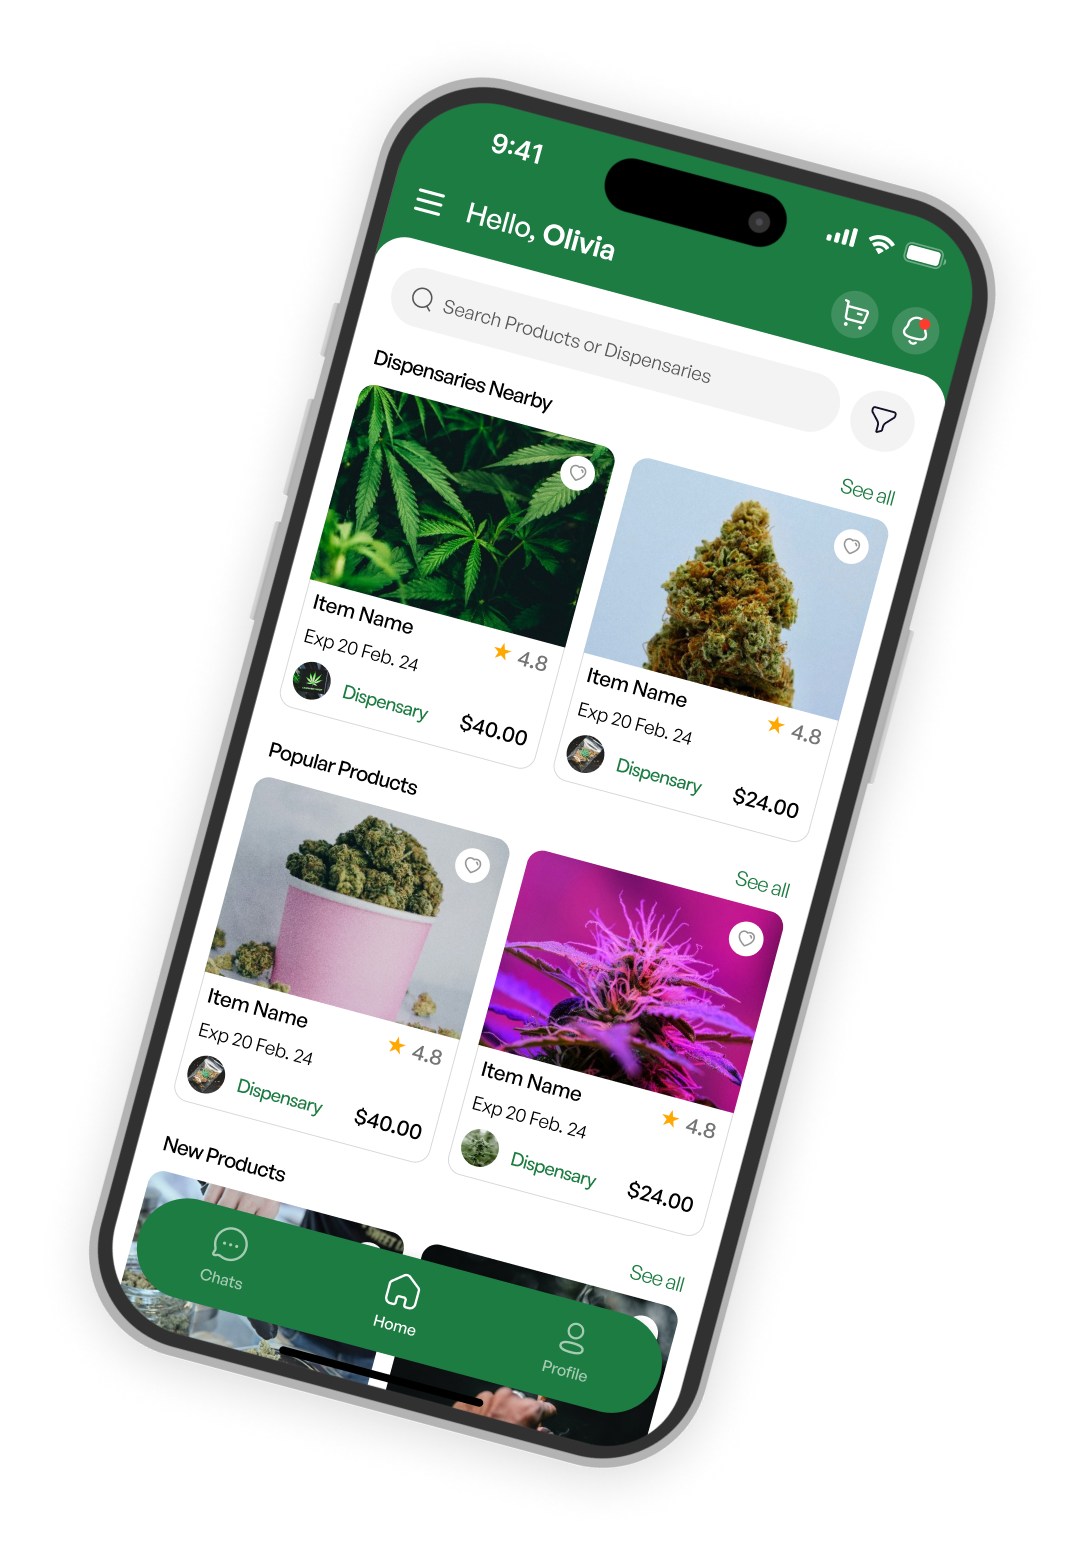 9:41
Hello, Olivia
Search Products or Dispensaries
Dispensaries Nearby
See all
Item Name
4.8
Exp 20 Feb. 24
Dispensary
$40.00
Item Name
4.8
Exp 20 Feb. 24
Dispensary
$24.00
Popular Products
See all
Item Name
4.8
Exp 20 Feb. 24
Dispensary
$40.00
Item Name
4.8
Exp 20 Feb. 24
Dispensary
$24.00
New Products
See all
Chats
Home
Profile